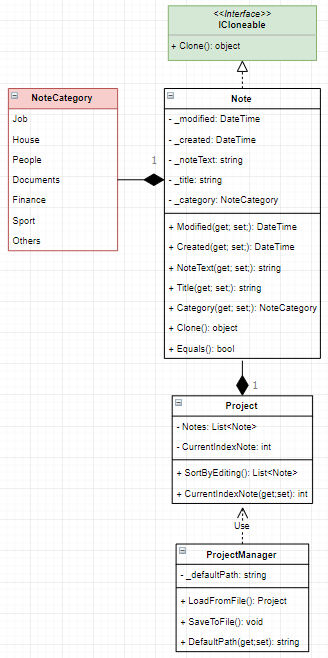 <<Interface>>
ICloneable
+ Clone(): object
NoteCategory
Job
House
People
Documents
Finance
Sport
Others
1
Note
- _modified: DateTime
- _created: DateTime
- _noteText: string
- _title: string
- _category: NoteCategory
+ Modified(get; set;): DateTime
+ Created(get; set;): DateTime
+ NoteText(get; set;): string
+ Title(get; set;): string
+ Category(get; set;): NoteCategory
+ Clone(): object
+ Equals(): bool
1
Project
- Notes: List<Note>
- CurrentIndexNote: int
+ SortByEditing(): List<Note>
+ CurrentIndexNote(get;set): int
Use
ProjectManager
- _defaultPath: string
+ LoadFromFile(): Project
+ SaveToFile(): void
+ DefaultPath(get;set): string